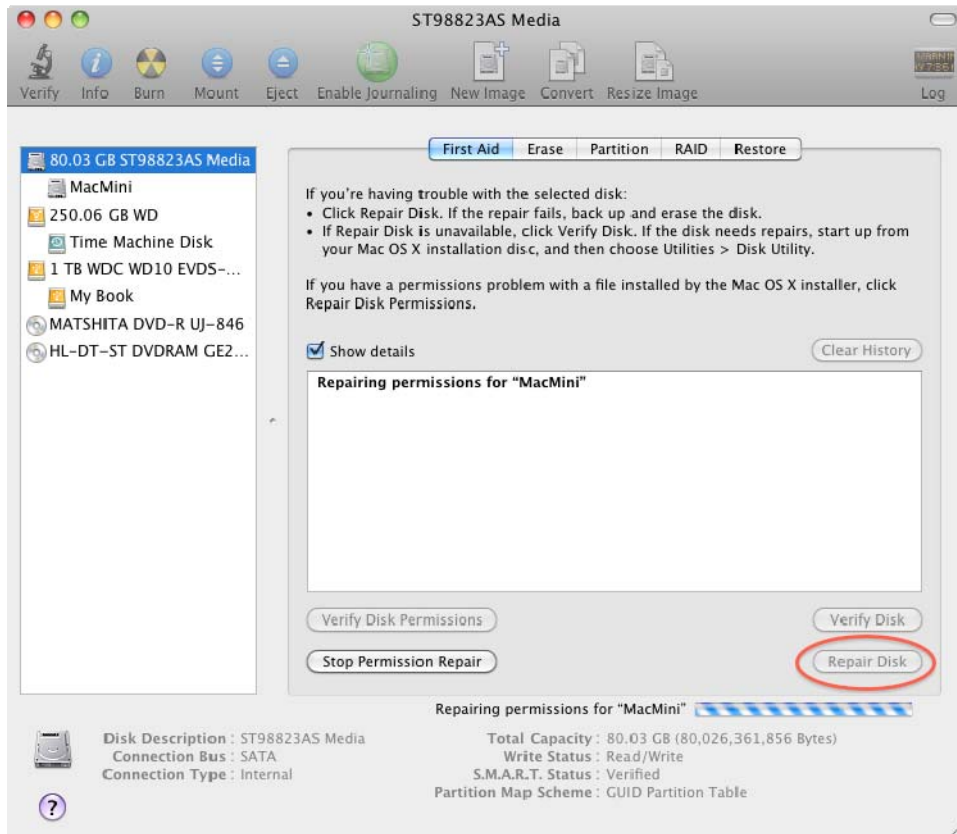 ST98823AS Media
Verify Info Burn Mount Eject Enable Journaling New Image Convert Resize Image Log
First Aid Erase Partition RAID Restore
80.03 GB ST98823AS Media
MacMini
250.06 GB WD
Time Machine Disk
1 TB WDC WD10 EVDS-...
My Book
MATSHITA DVD-R UJ-846
HL-DT-ST DVDRAM GE2...
If you're having trouble with the selected disk:
• Click Repair Disk. If the repair fails, back up and erase the disk.
• If Repair Disk is unavailable, click Verify Disk. If the disk needs repairs, start up from
your Mac OS X installation disc, and then choose Utilities > Disk Utility.
If you have a permissions problem with a file installed by the Mac OS X installer, click
Repair Disk Permissions.
Show details
Clear History
Repairing permissions for “MacMini”
Verify Disk Permissions
Verify Disk
Stop Permission Repair
Repair Disk
Repairing permissions for “MacMini”
Disk Description : ST98823AS Media
Connection Bus : SATA
Connection Type : Internal
Total Capacity : 80.03 GB (80,026,361,856 Bytes)
Write Status : Read/Write
S.M.A.R.T. Status : Verified
Partition Map Scheme : GUID Partition Table
?